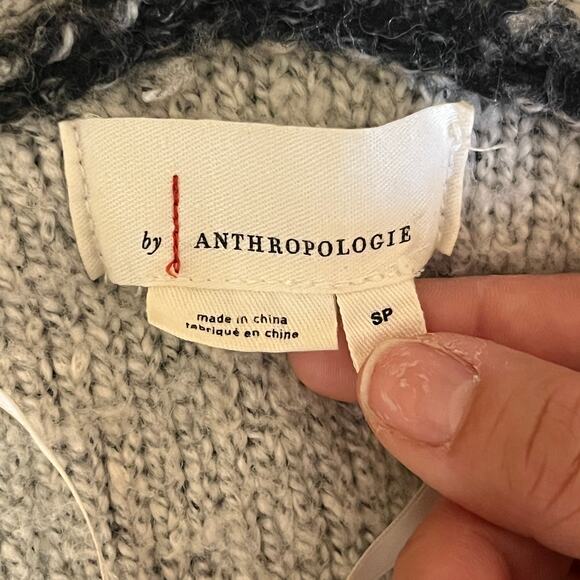 by ANTHROPOLOGIE
made in china
fabriqué en chine
SP